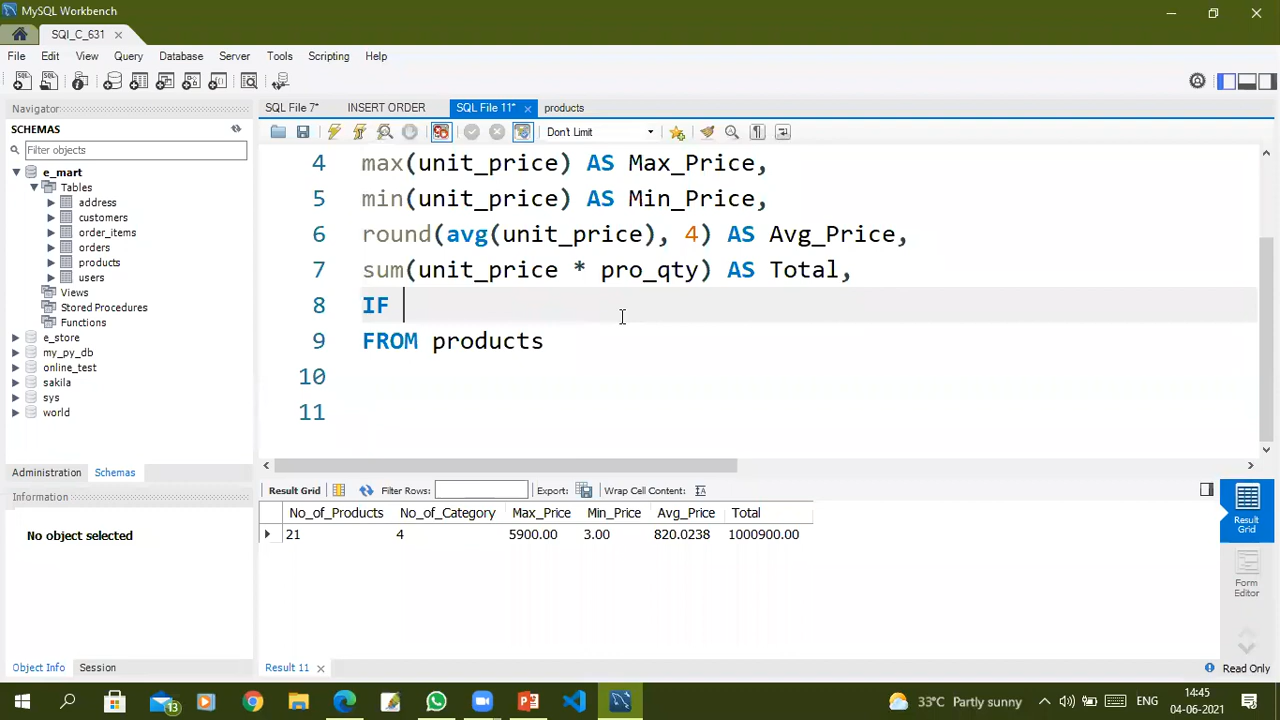 MySQL Workbench
SQl_C_631
File Edit View Query Database Server Tools Scripting Help
Navigator
SCHEMAS
Filter objects
e_mart
Tables
address
customers
order_items
orders
products
users
Views
Stored Procedures
Functions
e_store
my_py_db
online_test
sakila
sys
world
Administration Schemas
Information
No object selected
Object Info Session
SQL File 7* INSERT ORDER SQL File 11* products
Don't Limit
4 max(unit_price) AS Max_Price,
5 min(unit_price) AS Min_Price,
6 round(avg(unit_price), 4) AS Avg_Price,
7 sum(unit_price * pro_qty) AS Total,
8 IF
9 FROM products
10
11
Result Grid Filter Rows: Export: Wrap Cell Content:
No_of_Products No_of_Category Max_Price Min_Price Avg_Price Total
21 4 5900.00 3.00 820.0238 1000900.00
Result Grid
Form Editor
Result 11
Read Only
13
33°C Partly sunny
ENG
14:45
04-06-2021